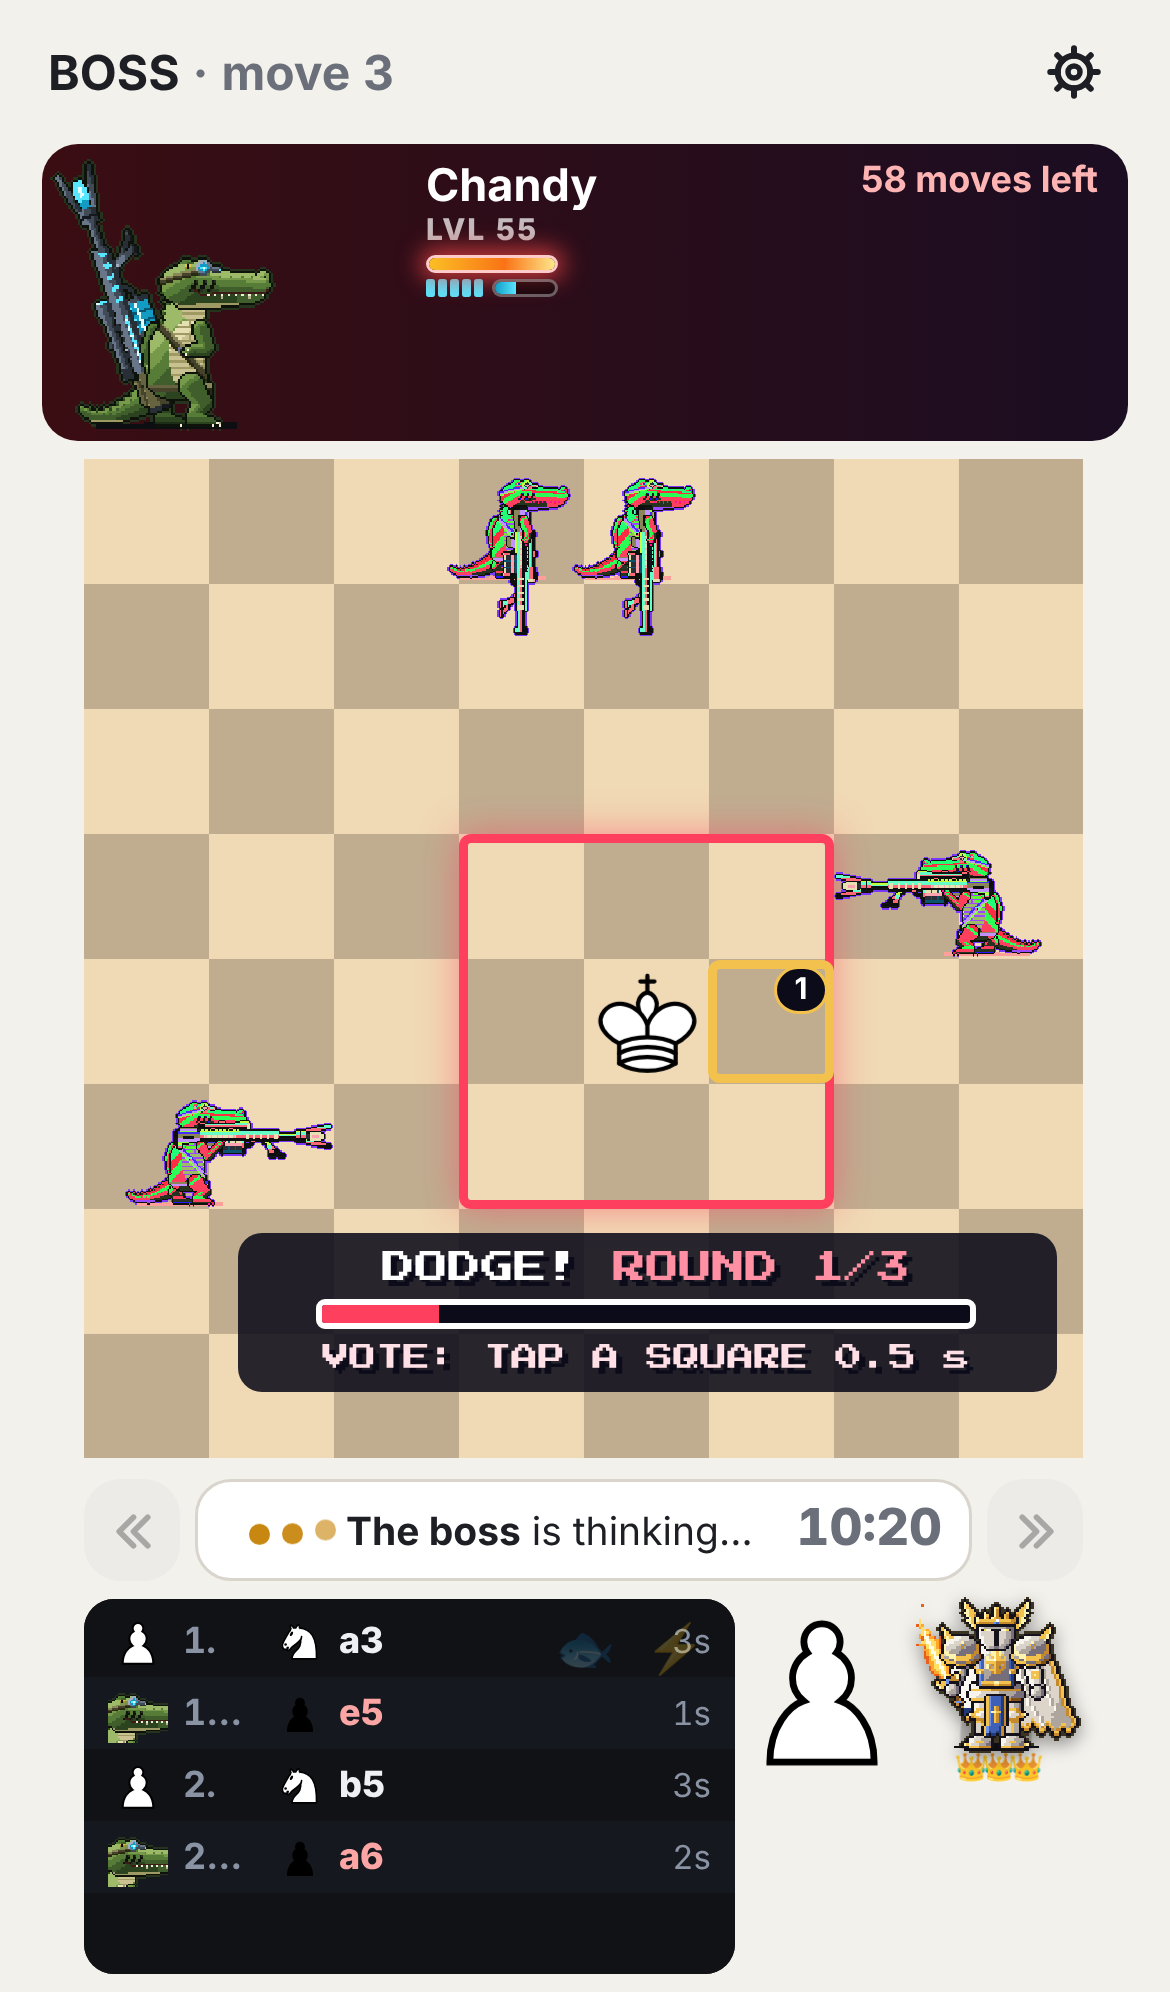 BOSS · move 3
Chandy
58 moves left
LVL 55
1
DODGE! ROUND 1/3
VOTE: TAP A SQUARE 0.5 s
The boss is thinking... 10:20
1. a3 3s
1... e5 1s
2. b5 3s
2... a6 2s